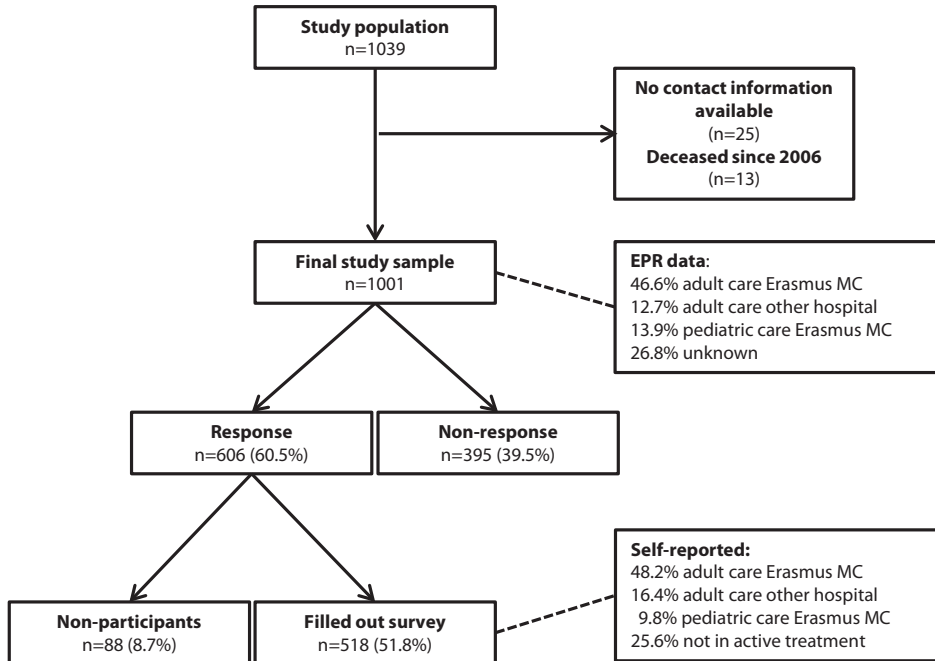 Study population
n=1039
No contact information
available
(n=25)
Deceased since 2006
(n=13)
Final study sample
n=1001
EPR data:
46.6% adult care Erasmus MC
12.7% adult care other hospital
13.9% pediatric care Erasmus MC
26.8% unknown
Response
n=606 (60.5%)
Non-response
n=395 (39.5%)
Non-participants
n=88 (8.7%)
Filled out survey
n=518 (51.8%)
Self-reported:
48.2% adult care Erasmus MC
16.4% adult care other hospital
9.8% pediatric care Erasmus MC
25.6% not in active treatment